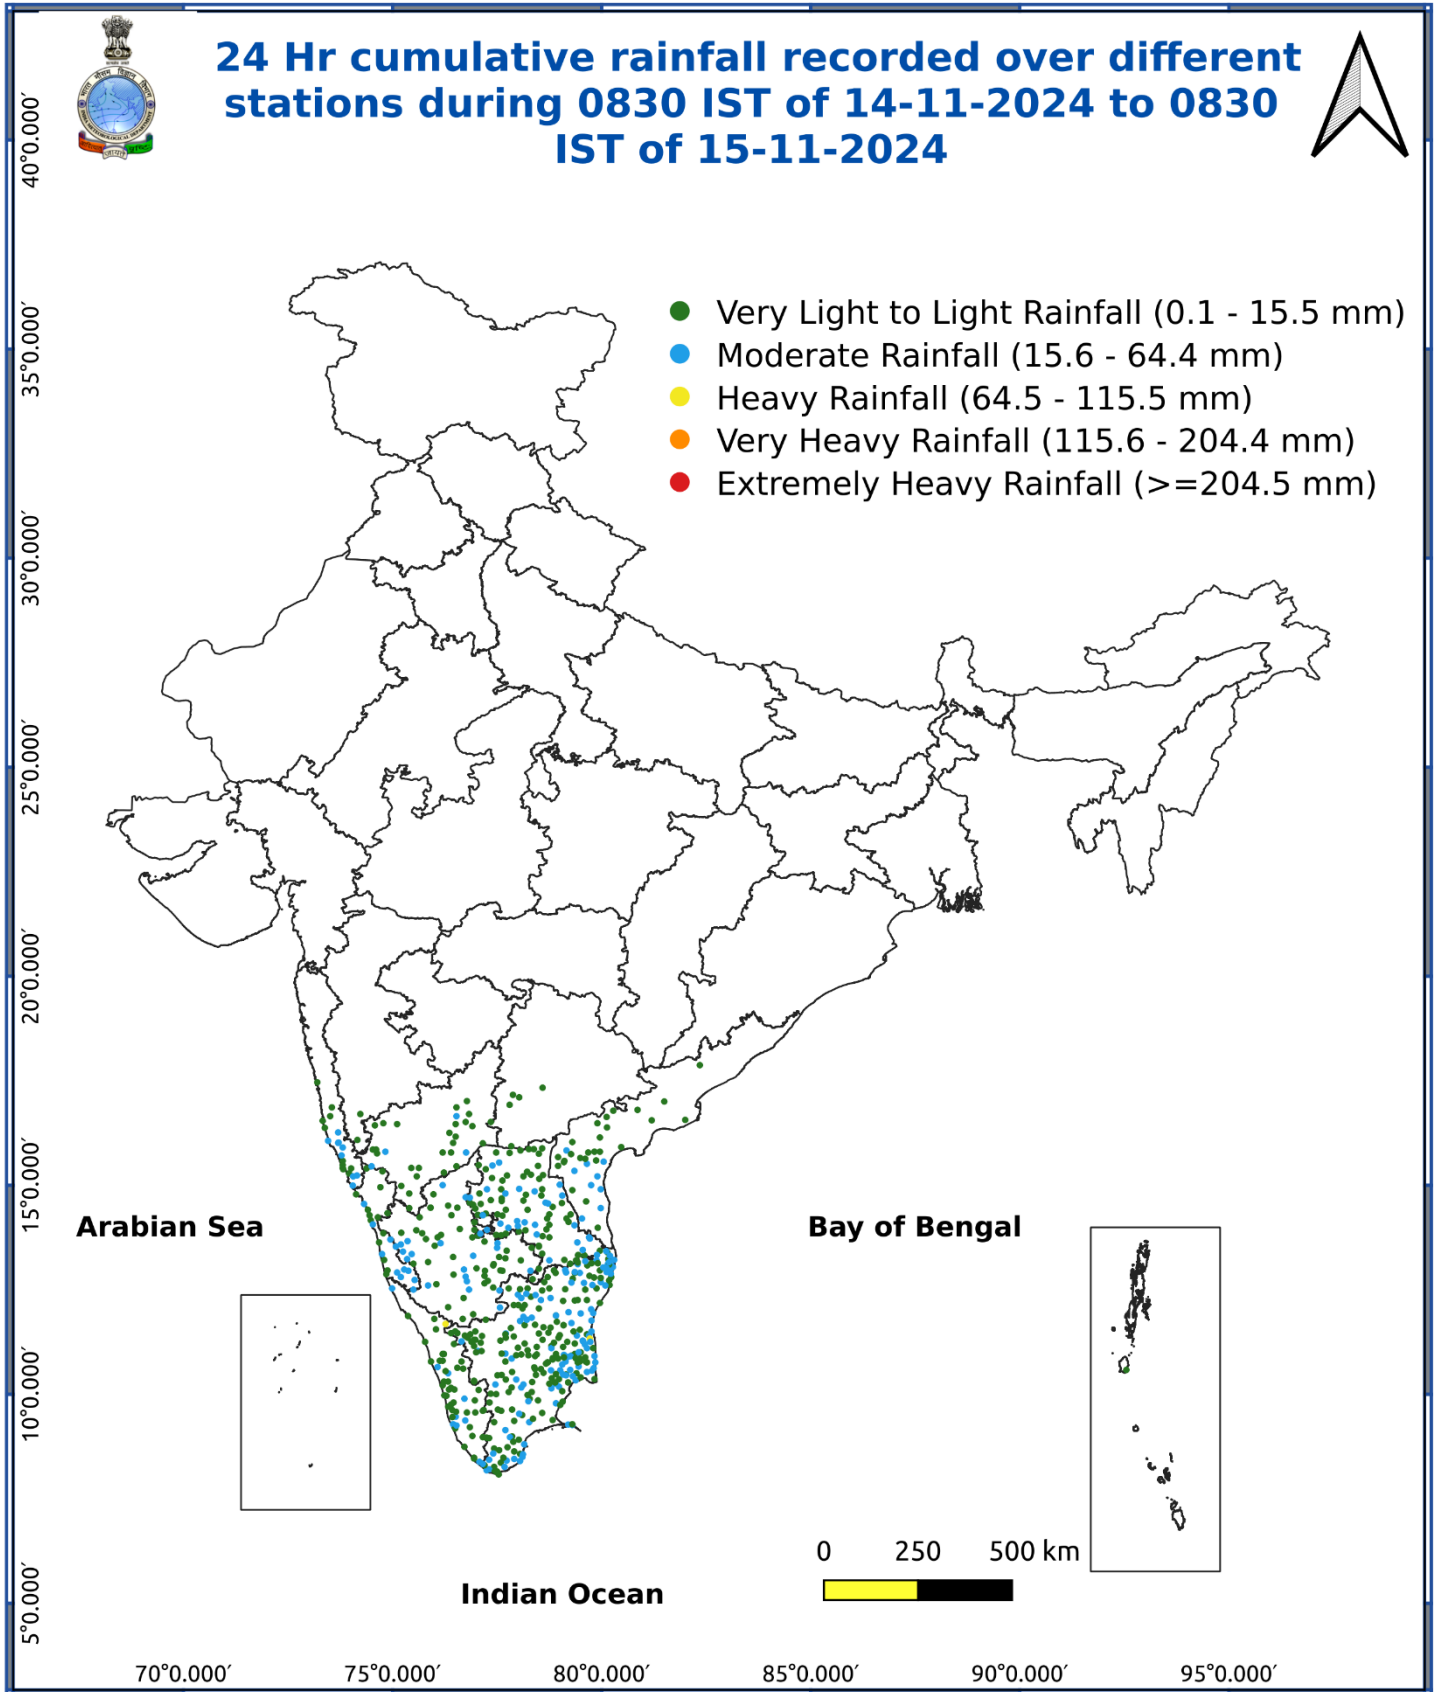 24 Hr cumulative rainfall recorded over different
stations during 0830 IST of 14-11-2024 to 0830
IST of 15-11-2024
Very Light to Light Rainfall (0.1 - 15.5 mm)
Moderate Rainfall (15.6 - 64.4 mm)
Heavy Rainfall (64.5 - 115.5 mm)
Very Heavy Rainfall (115.6 - 204.4 mm)
Extremely Heavy Rainfall (>=204.5 mm)
40°0.000′
35°0.000′
30°0.000′
25°0.000′
20°0.000′
15°0.000′
10°0.000′
5°0.000′
Arabian Sea
Bay of Bengal
Indian Ocean
0 250 500 km
70°0.000′ 75°0.000′ 80°0.000′ 85°0.000′ 90°0.000′ 95°0.000′